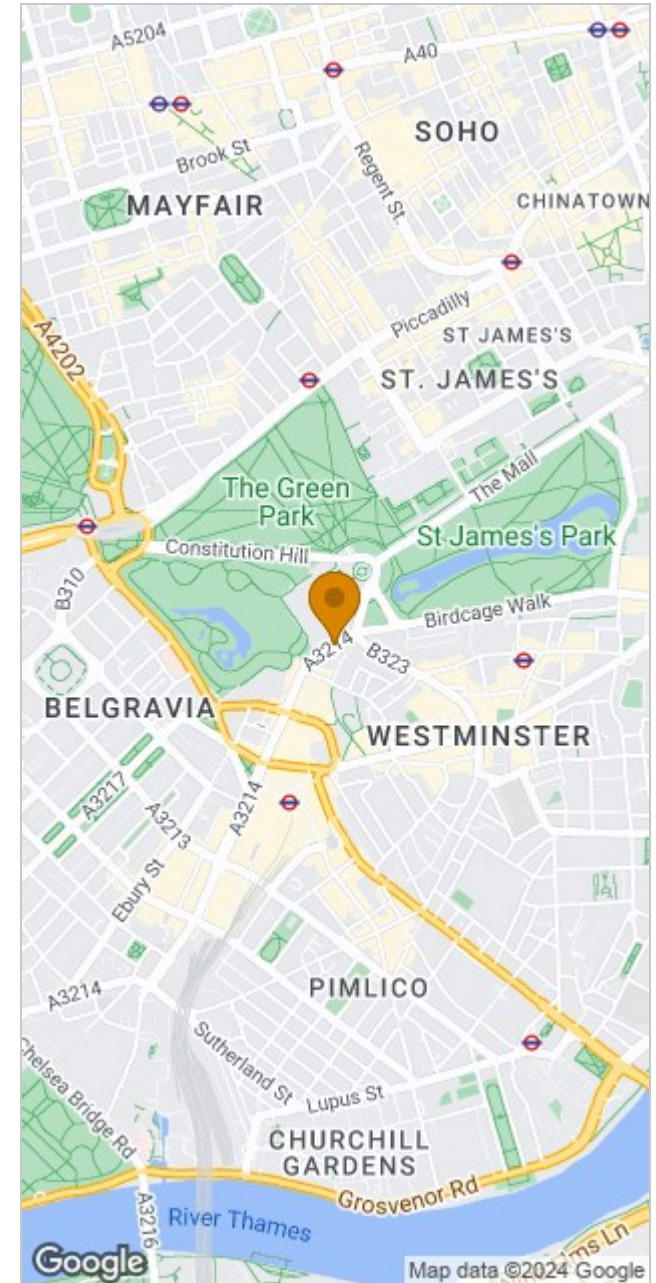 A5204
A40
SOHO
Brook St
Regent St.
MAYFAIR
CHINATOWN
Piccadilly
A4202
ST JAMES'S
ST. JAMES'S
The Mall
The Green
Park
St James's Park
Constitution Hill
B310
Birdcage Walk
A3214
B323
BELGRAVIA
WESTMINSTER
A3217
A3214
A3213
Ebury St
PIMLICO
A3214
Sutherland St
Chelsea Bridge Rd
Lupus St
CHURCHILL
GARDENS
Grosvenor Rd
A3216
River Thames
ms Ln
Google
Map data ©2024 Google